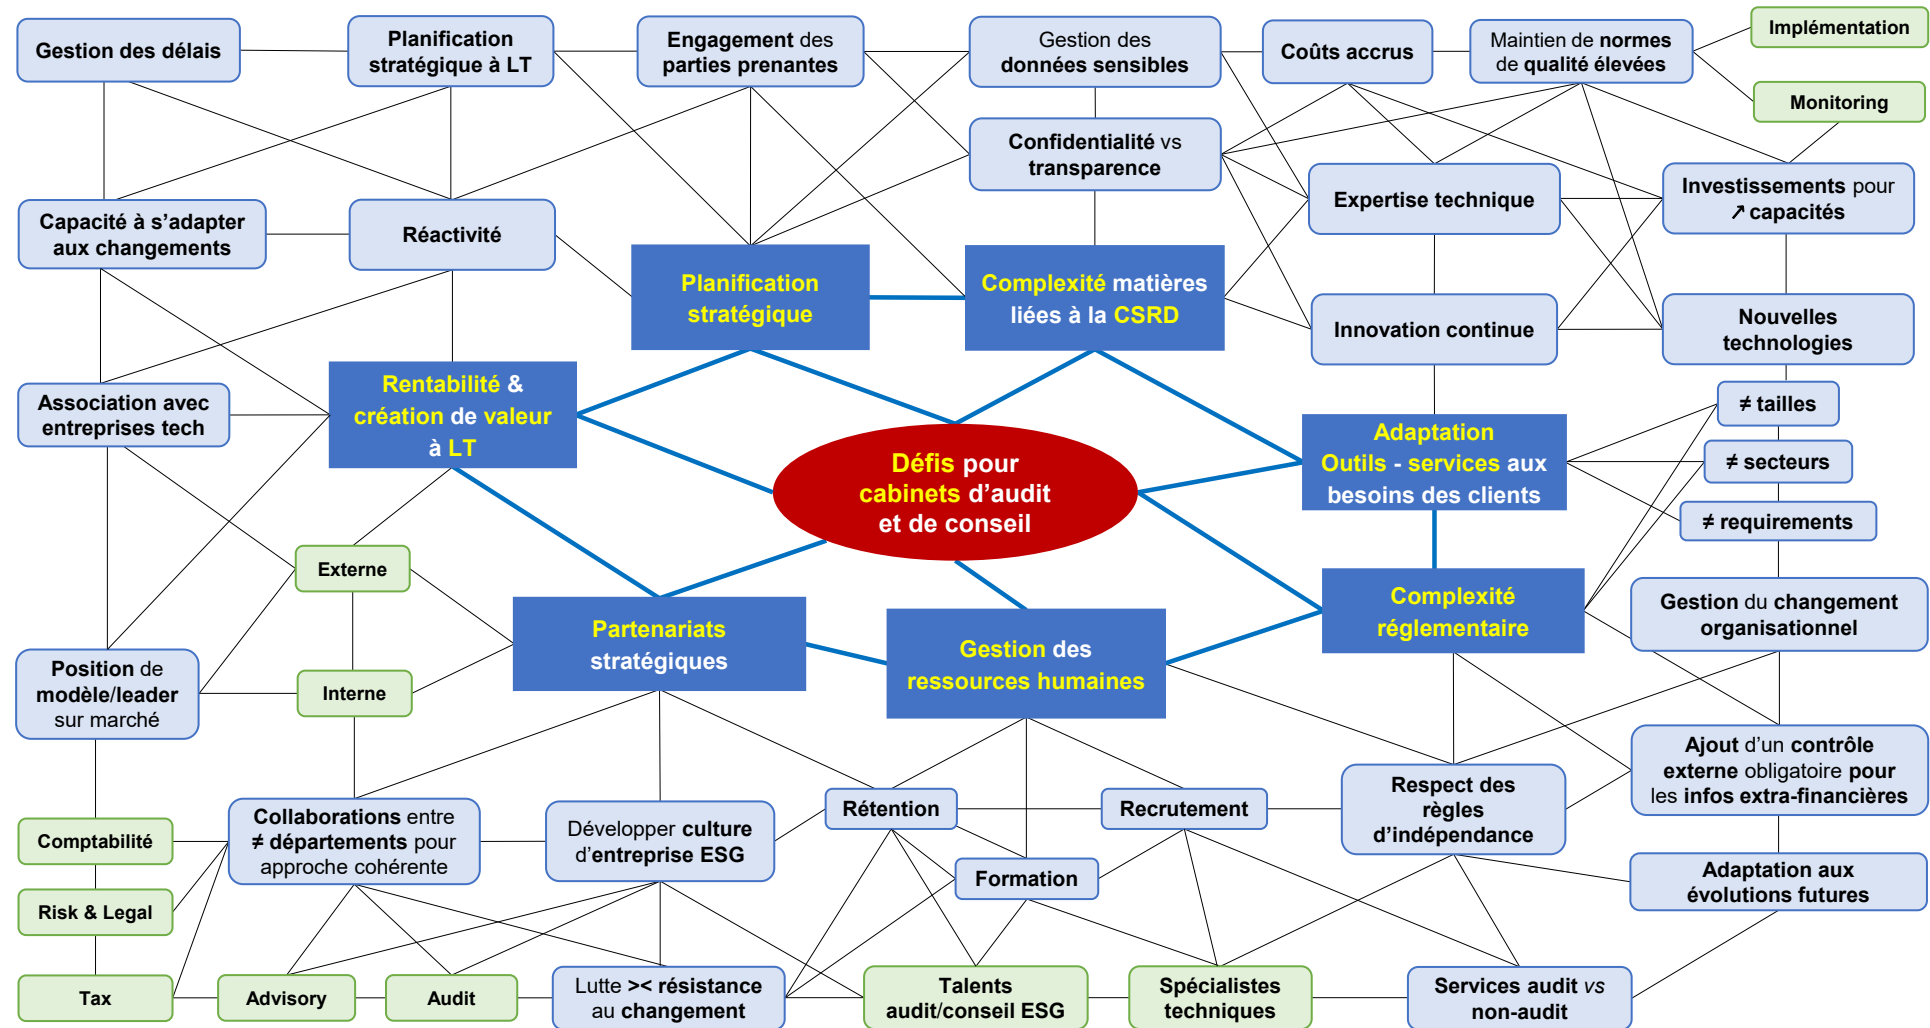 Gestion des délais
Planification
stratégique à LT
Engagement des
parties prenantes
Gestion des
données sensibles
Coûts accrus
Maintien de normes
de qualité élevées
Implémentation
Monitoring
Confidentialité vs
transparence
Capacité à s’adapter
aux changements
Réactivité
Expertise technique
Investissements pour
↗ capacités
Planification
stratégique
Complexité matières
liées à la CSRD
Innovation continue
Nouvelles
technologies
Rentabilité &
création de valeur
à LT
Association avec
entreprises tech
Défis pour
cabinets d’audit
et de conseil
Adaptation
Outils - services aux
besoins des clients
≠ tailles
≠ secteurs
≠ requirements
Externe
Interne
Partenariats
stratégiques
Gestion des
ressources humaines
Complexité
réglementaire
Gestion du changement
organisationnel
Position de
modèle/leader
sur marché
Ajout d’un contrôle
externe obligatoire pour
les infos extra-financières
Comptabilité
Collaborations entre
≠ départements pour
approche cohérente
Développer culture
d’entreprise ESG
Rétention
Recrutement
Respect des
règles
d’indépendance
Formation
Adaptation aux
évolutions futures
Risk & Legal
Tax
Advisory
Audit
Lutte >< résistance
au changement
Talents
audit/conseil ESG
Spécialistes
techniques
Services audit vs
non-audit